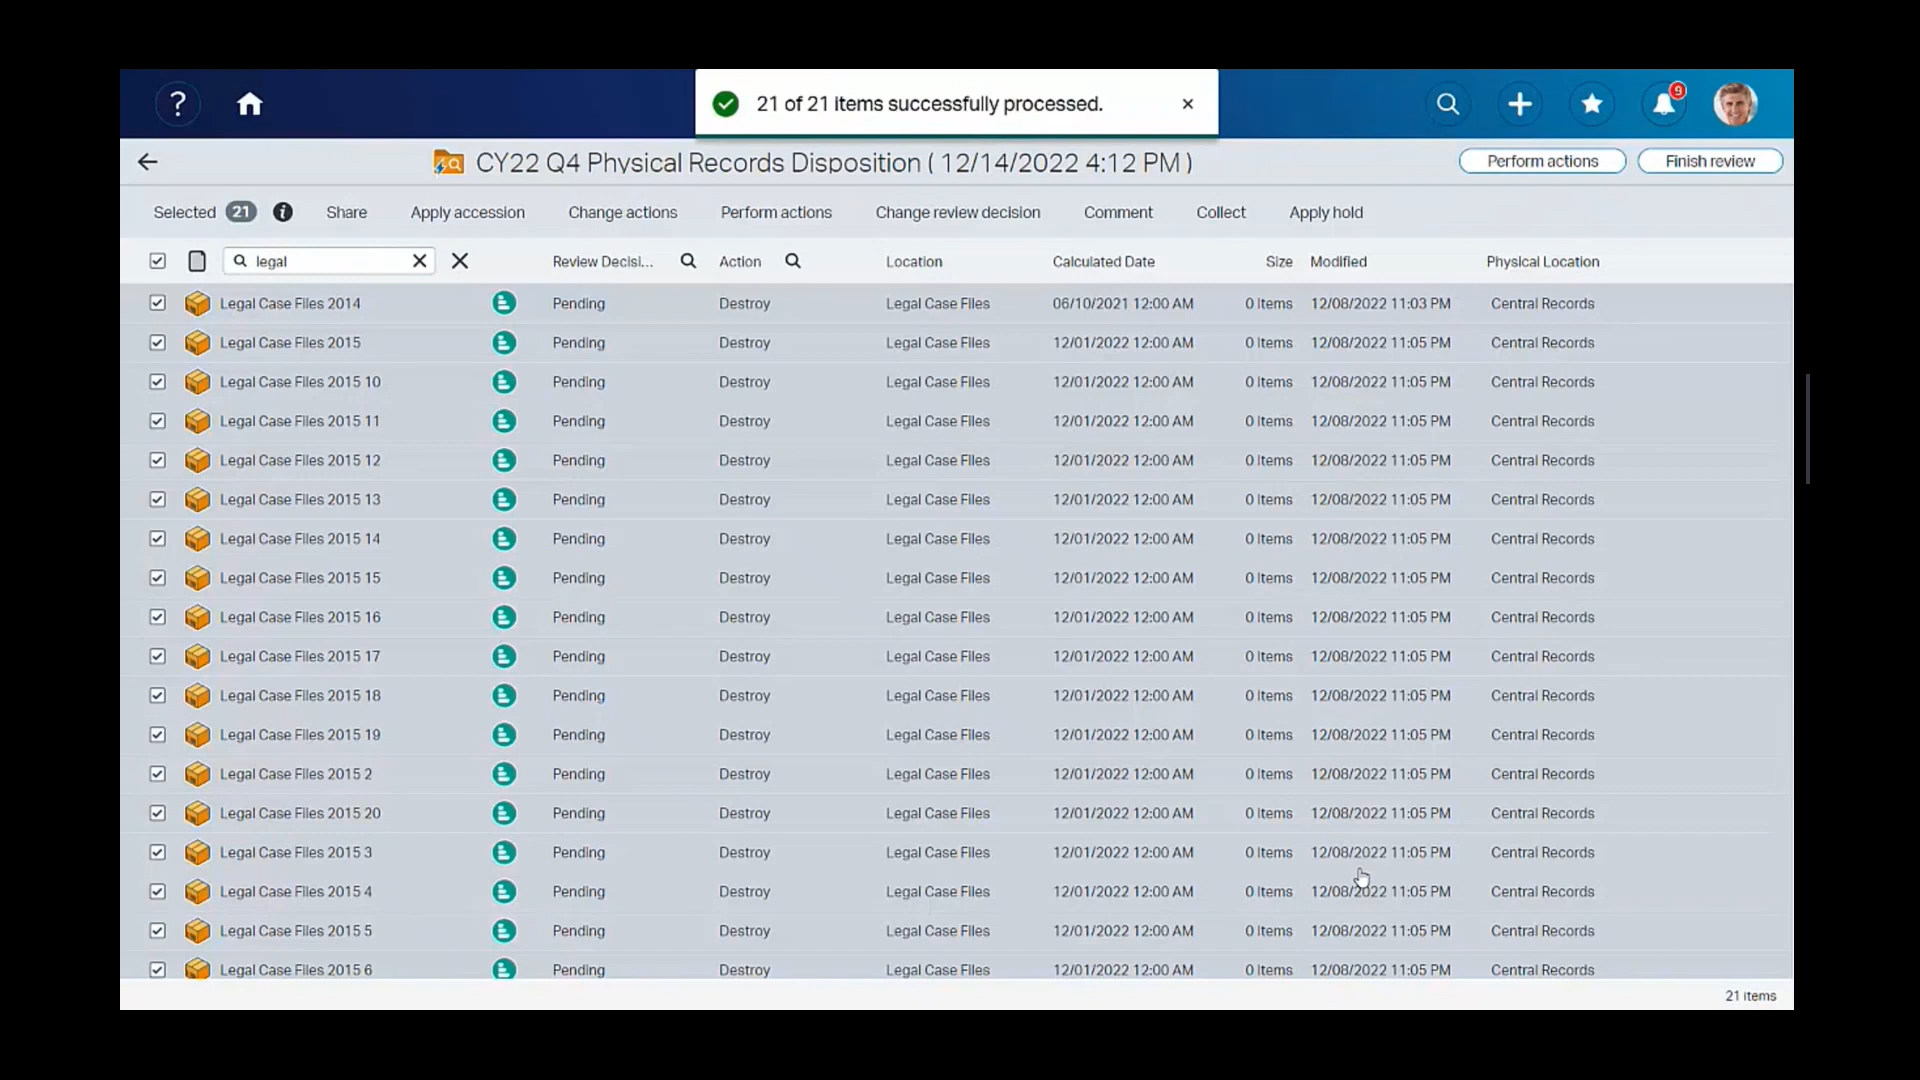 ? 21 of 21 items successfully processed. × 9
CY22 Q4 Physical Records Disposition ( 12/14/2022 4:12 PM ) Perform actions Finish review
Selected 21 i Share Apply accession Change actions Perform actions Change review decision Comment Collect Apply hold
legal Review Decisi... Action Location Calculated Date Size Modified Physical Location
Legal Case Files 2014 Pending Destroy Legal Case Files 06/10/2021 12:00 AM 0 Items 12/08/2022 11:03 PM Central Records
Legal Case Files 2015 Pending Destroy Legal Case Files 12/01/2022 12:00 AM 0 Items 12/08/2022 11:05 PM Central Records
Legal Case Files 2015 10 Pending Destroy Legal Case Files 12/01/2022 12:00 AM 0 Items 12/08/2022 11:05 PM Central Records
Legal Case Files 2015 11 Pending Destroy Legal Case Files 12/01/2022 12:00 AM 0 Items 12/08/2022 11:05 PM Central Records
Legal Case Files 2015 12 Pending Destroy Legal Case Files 12/01/2022 12:00 AM 0 Items 12/08/2022 11:05 PM Central Records
Legal Case Files 2015 13 Pending Destroy Legal Case Files 12/01/2022 12:00 AM 0 Items 12/08/2022 11:05 PM Central Records
Legal Case Files 2015 14 Pending Destroy Legal Case Files 12/01/2022 12:00 AM 0 Items 12/08/2022 11:05 PM Central Records
Legal Case Files 2015 15 Pending Destroy Legal Case Files 12/01/2022 12:00 AM 0 Items 12/08/2022 11:05 PM Central Records
Legal Case Files 2015 16 Pending Destroy Legal Case Files 12/01/2022 12:00 AM 0 Items 12/08/2022 11:05 PM Central Records
Legal Case Files 2015 17 Pending Destroy Legal Case Files 12/01/2022 12:00 AM 0 Items 12/08/2022 11:05 PM Central Records
Legal Case Files 2015 18 Pending Destroy Legal Case Files 12/01/2022 12:00 AM 0 Items 12/08/2022 11:05 PM Central Records
Legal Case Files 2015 19 Pending Destroy Legal Case Files 12/01/2022 12:00 AM 0 Items 12/08/2022 11:05 PM Central Records
Legal Case Files 2015 2 Pending Destroy Legal Case Files 12/01/2022 12:00 AM 0 Items 12/08/2022 11:05 PM Central Records
Legal Case Files 2015 20 Pending Destroy Legal Case Files 12/01/2022 12:00 AM 0 Items 12/08/2022 11:05 PM Central Records
Legal Case Files 2015 3 Pending Destroy Legal Case Files 12/01/2022 12:00 AM 0 Items 12/08/2022 11:05 PM Central Records
Legal Case Files 2015 4 Pending Destroy Legal Case Files 12/01/2022 12:00 AM 0 Items 12/08/2022 11:05 PM Central Records
Legal Case Files 2015 5 Pending Destroy Legal Case Files 12/01/2022 12:00 AM 0 Items 12/08/2022 11:05 PM Central Records
Legal Case Files 2015 6 Pending Destroy Legal Case Files 12/01/2022 12:00 AM 0 Items 12/08/2022 11:05 PM Central Records
21 items